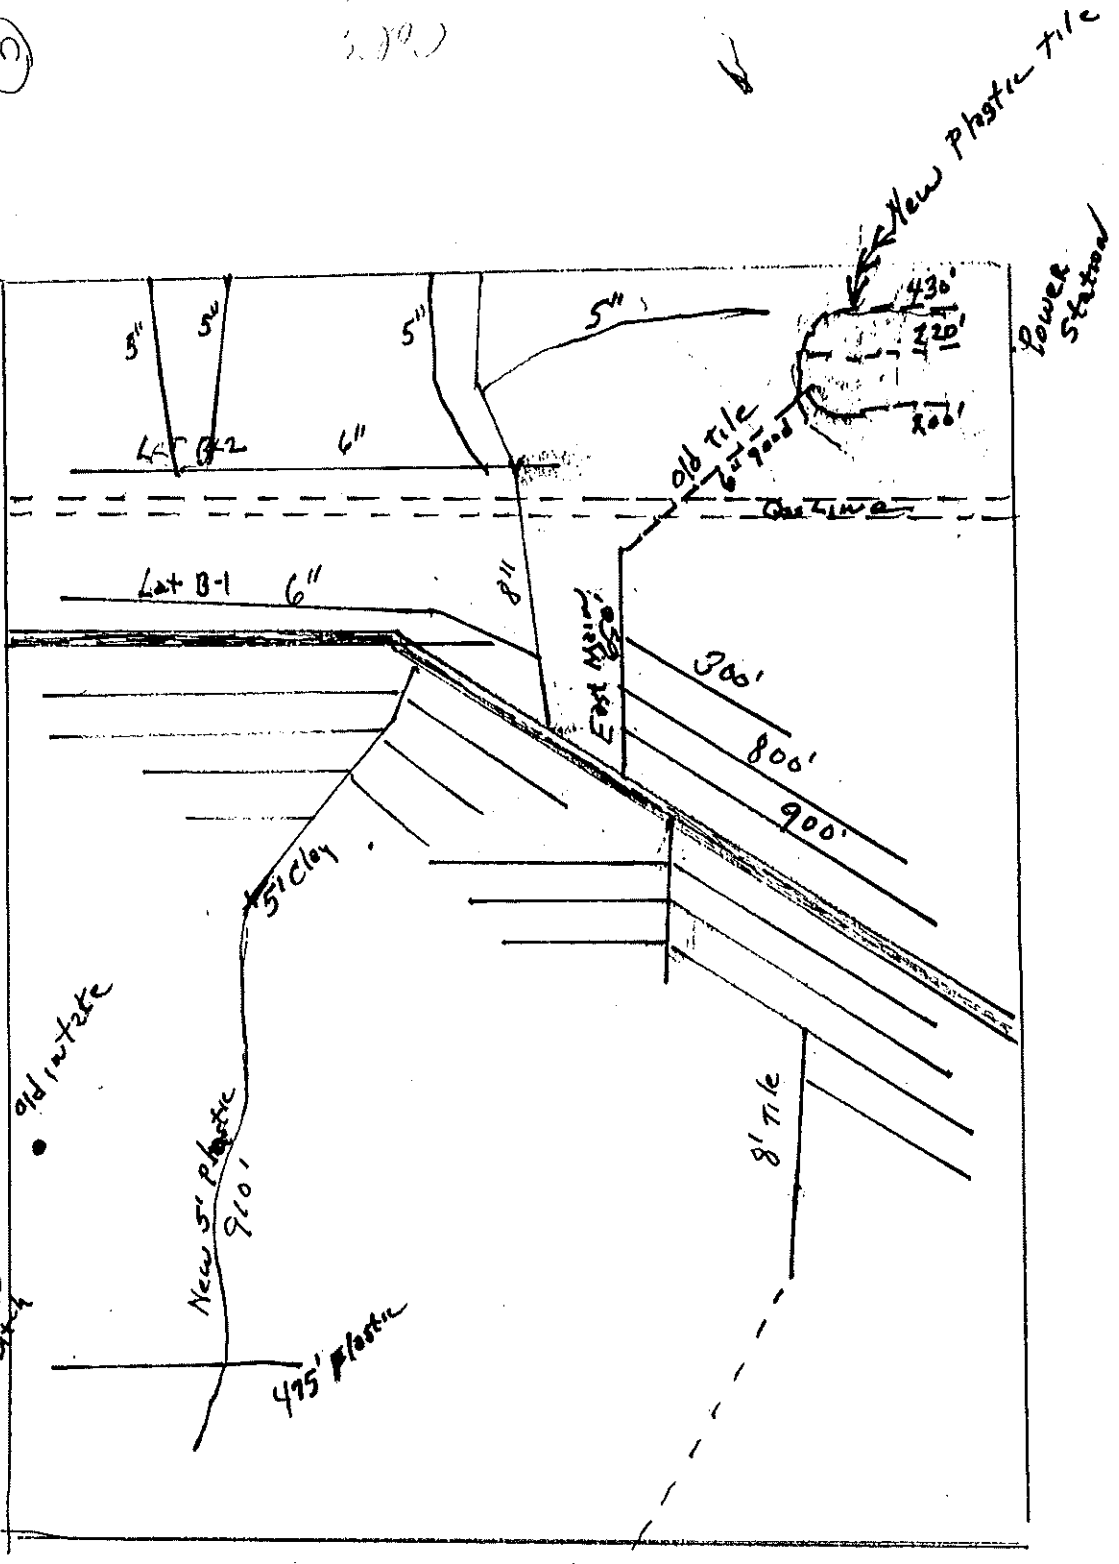 New Plastic tile
Power
Station
430'
220'
200'
5"
5"
5"
5"
Lat B-2
6"
Old Tile
6" good
Gas Line
Lat B-1
6"
8"
East Main
300'
800'
900'
5' Clay
Old intake
New 5' Plastic
910'
8' Tile
475' Plastic